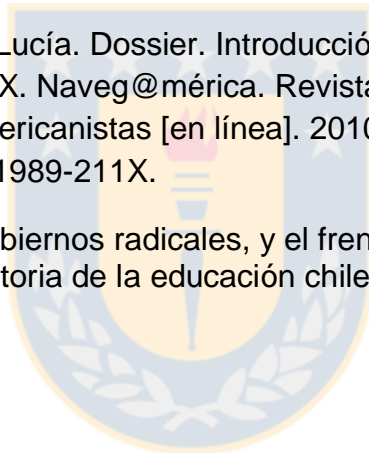 Lucía. Dossier. Introducció
X. Naveg@mérica. Revista
ericanistas [en línea]. 2010
1989-211X.
biernos radicales, y el fren
toria de la educación chile